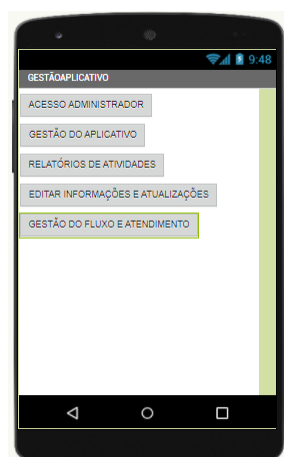 9:48
GESTÃOAPLICATIVO
ACESSO ADMINISTRADOR
GESTÃO DO APLICATIVO
RELATÓRIOS DE ATIVIDADES
EDITAR INFORMAÇÕES E ATUALIZAÇÕES
GESTÃO DO FLUXO E ATENDIMENTO